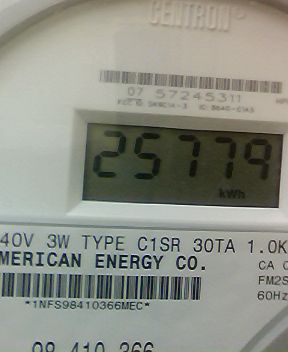 CENTRON
07 57245311
25779
kWh
40V 3W TYPE C1SR 30TA 1.0K
MERICAN ENERGY CO.
CA
FM2S
60Hz
*1NFS98410366MEC*
98 410 366